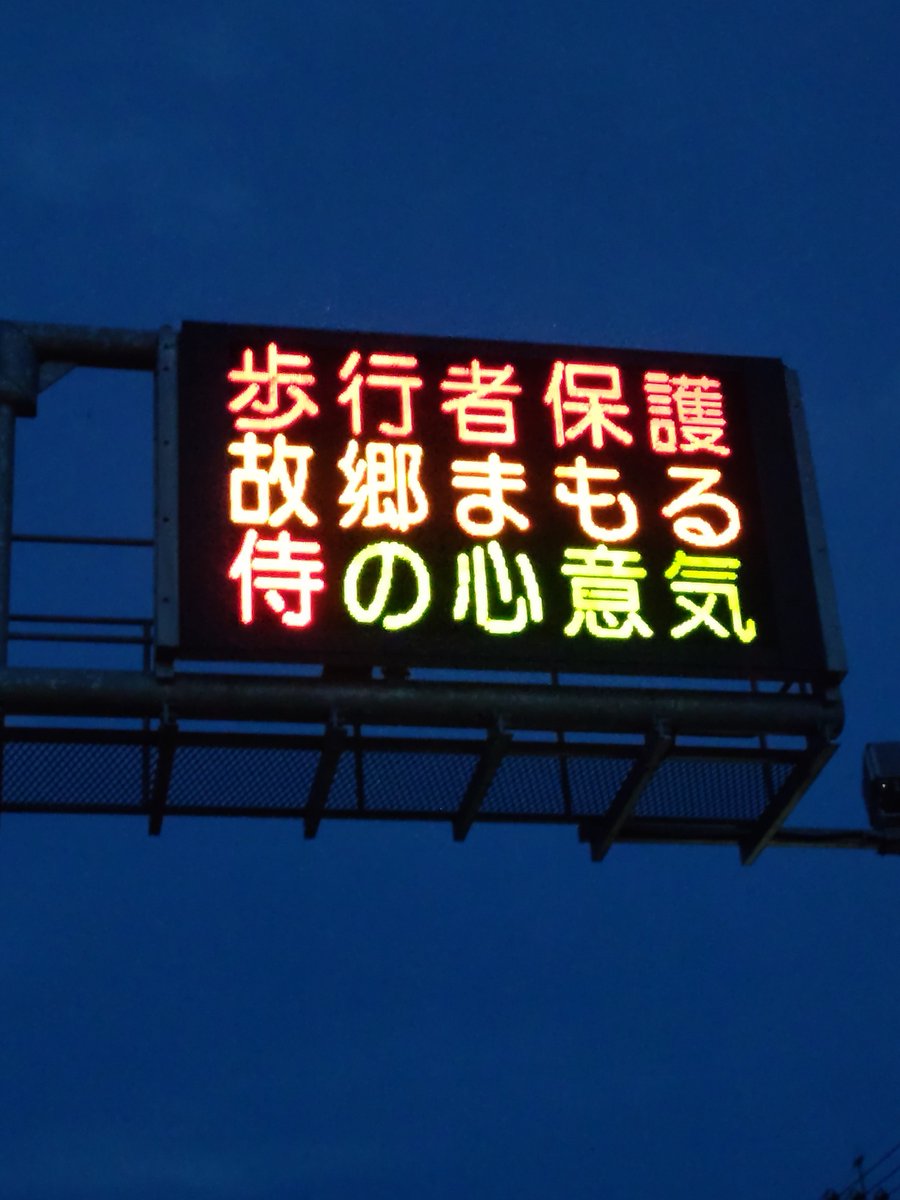 歩行者保護
故郷まもる
侍の心意気